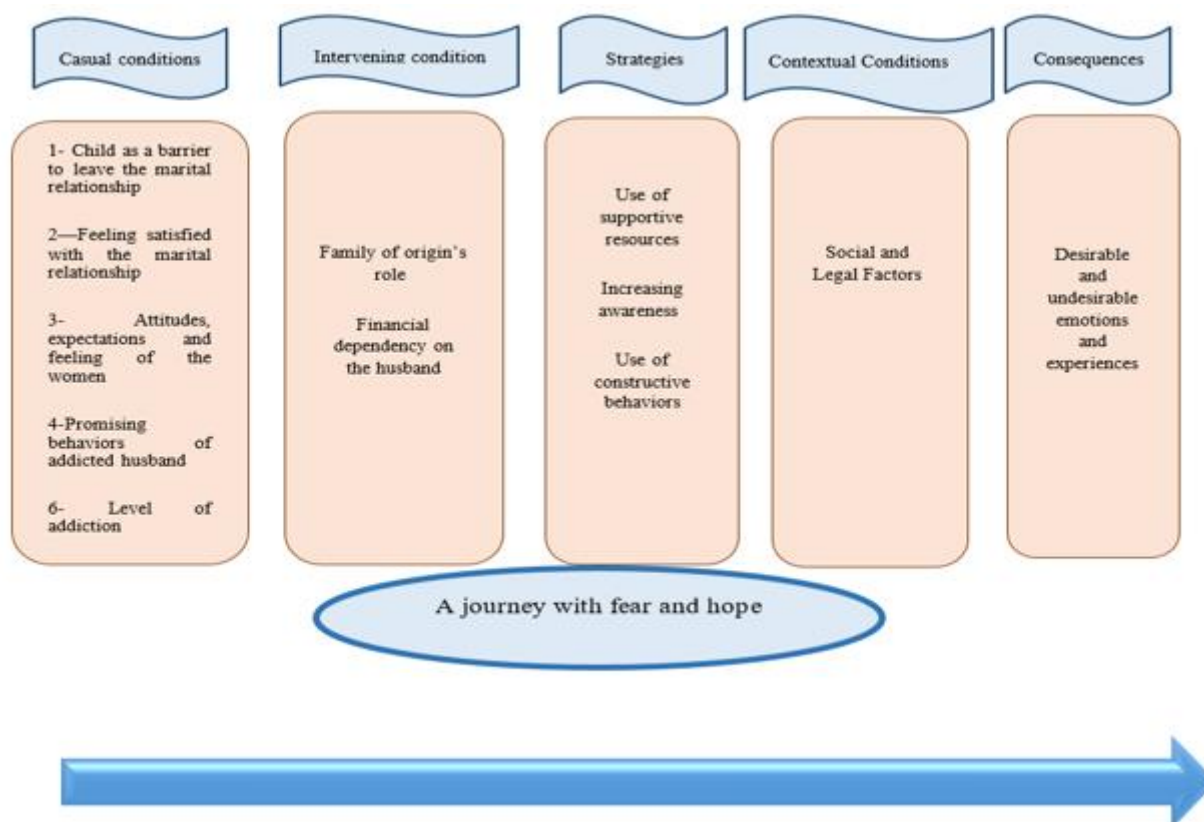 Casual conditions
Intervening condition
Strategies
Contextual Conditions
Consequences
1- Child as a barrier
to leave the marital
relationship
2—Feeling satisfied
with the marital
relationship
3- Attitudes,
expectations and
feeling of the
women
4-Promising
behaviors of
addicted husband
6- Level of
addiction
Family of origin's
role
Financial
dependency on
the husband
Use of
supportive
resources
Increasing
awareness
Use of
constructive
behaviors
Social and
Legal Factors
Desirable
and
undesirable
emotions
and
experiences
A journey with fear and hope